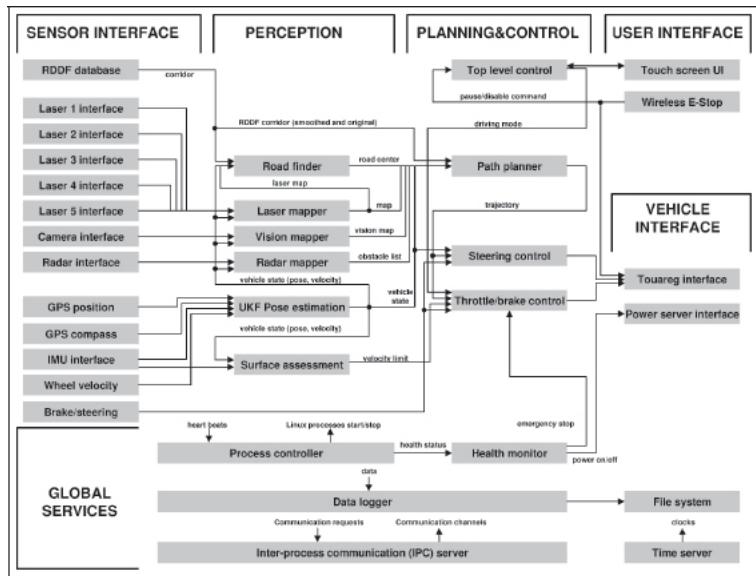 SENSOR INTERFACE
PERCEPTION
PLANNING&CONTROL
USER INTERFACE
RDDF database
Top level control
Touch screen UI
corridor
pause/disable command
Wireless E-Stop
Laser 1 interface
RDDF corridor (smoothed and original)
driving mode
Laser 2 interface
Laser 3 interface
Road finder
road center
Path planner
Laser 4 interface
laser map
Laser 5 interface
Laser mapper
map
trajectory
VEHICLE
INTERFACE
Camera interface
Vision mapper
vision map
Radar interface
Radar mapper
obstacle list
Steering control
vehicle state (pose, velocity)
vehicle
state
Touareg interface
GPS position
UKF Pose estimation
Throttle/brake control
Power server interface
GPS compass
vehicle state (pose, velocity)
IMU interface
Surface assessment
velocity limit
Wheel velocity
Brake/steering
heart beats
Linux processes start/stop
emergency stop
health status
Process controller
Health monitor
power on/off
GLOBAL
SERVICES
data
Data logger
File system
Communication requests
Communication channels
clocks
Inter-process communication (IPC) server
Time server